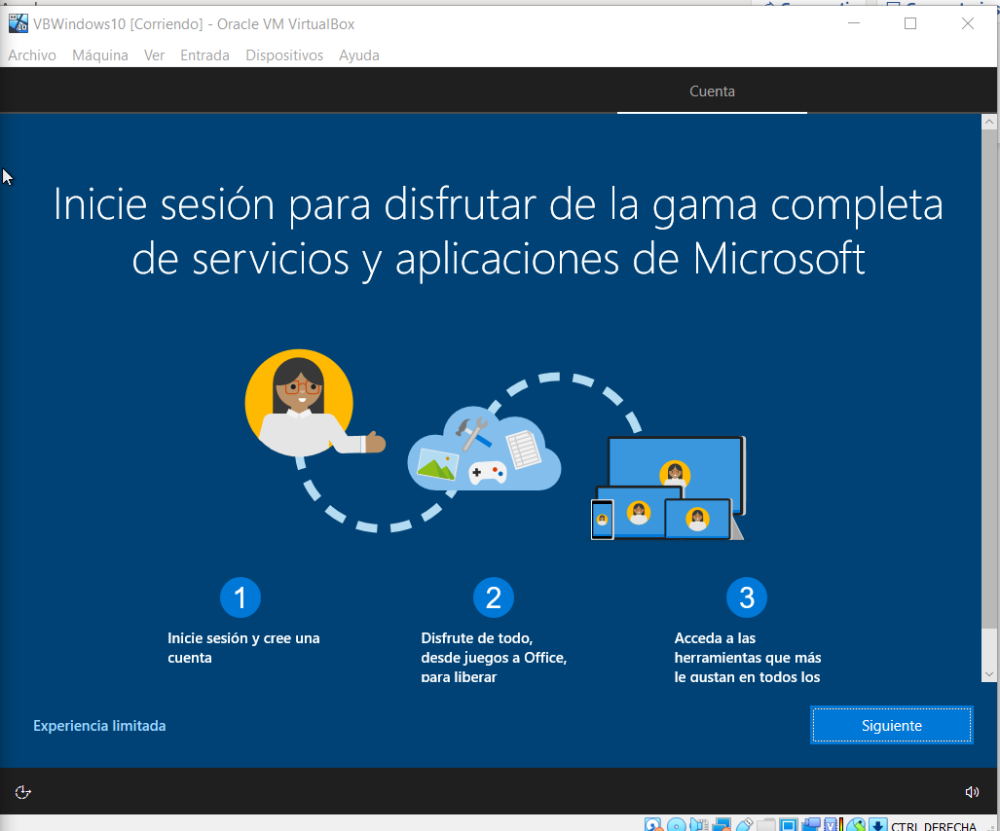 VBWindows10 [Corriendo] - Oracle VM VirtualBox
Archivo Máquina Ver Entrada Dispositivos Ayuda
Cuenta
Inicie sesión para disfrutar de la gama completa
de servicios y aplicaciones de Microsoft
1
Inicie sesión y cree una
cuenta
2
Disfrute de todo,
desde juegos a Office,
para liberar
3
Acceda a las
herramientas que más
le gustan en todos los
Experiencia limitada
Siguiente
CTRL DERECHA